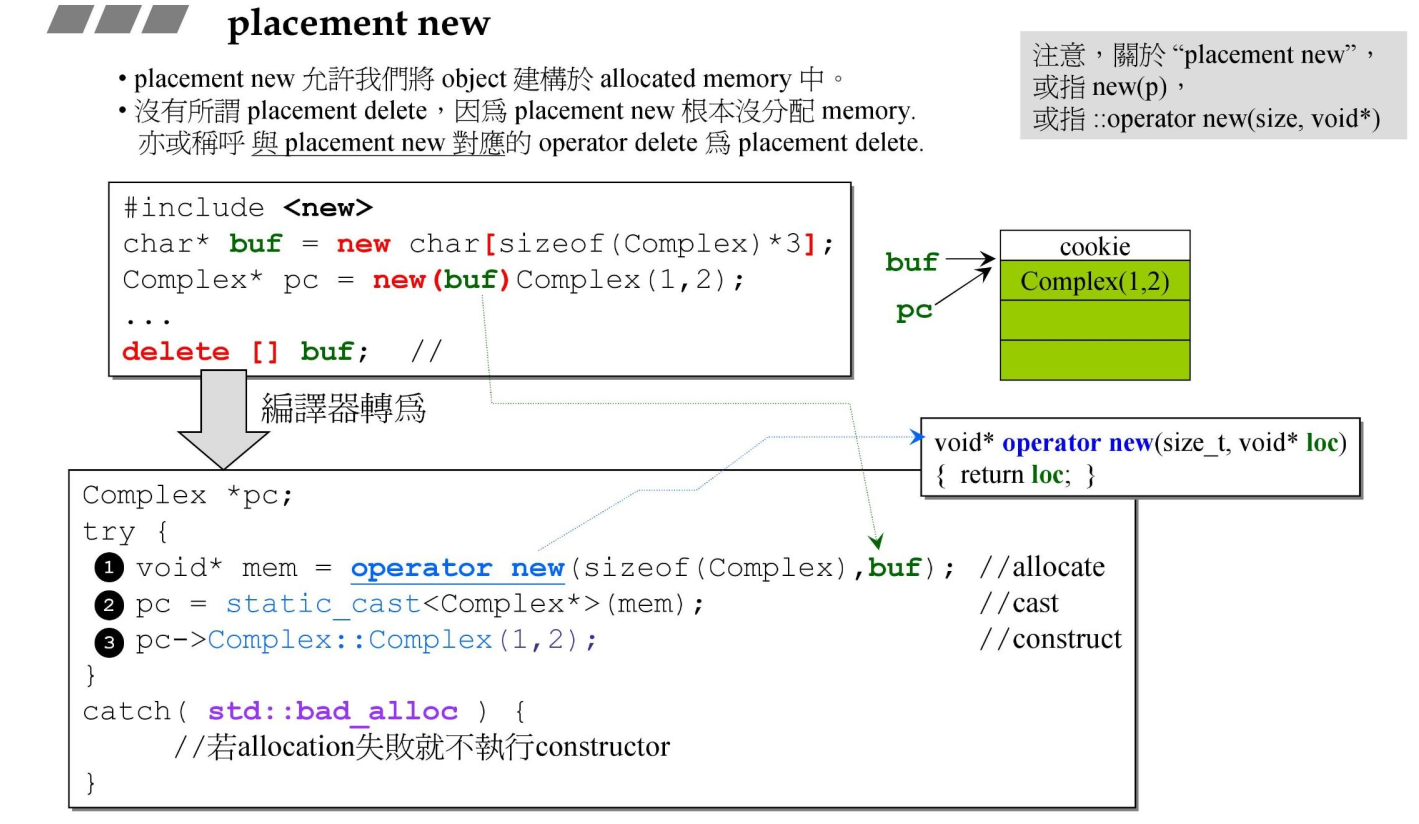 placement new
注意，關於 “placement new”，
或指 new(p)，
或指 ::operator new(size, void*)
• placement new 允許我們將 object 建構於 allocated memory 中。
• 沒有所謂 placement delete，因爲 placement new 根本沒分配 memory.
亦或稱呼 與 placement new 對應的 operator delete 爲 placement delete.
#include <new>
char* buf = new char[sizeof(Complex)*3];
Complex* pc = new(buf)Complex(1,2);
...
delete [] buf;  //
buf
pc
cookie
Complex(1,2)
編譯器轉爲
void* operator new(size_t, void* loc)
{ return loc; }
Complex *pc;
try {
1 void* mem = operator new(sizeof(Complex),buf); //allocate
2 pc = static_cast<Complex*>(mem); //cast
3 pc->Complex::Complex(1,2); //construct
}
catch( std::bad_alloc ) {
//若allocation失敗就不執行constructor
}